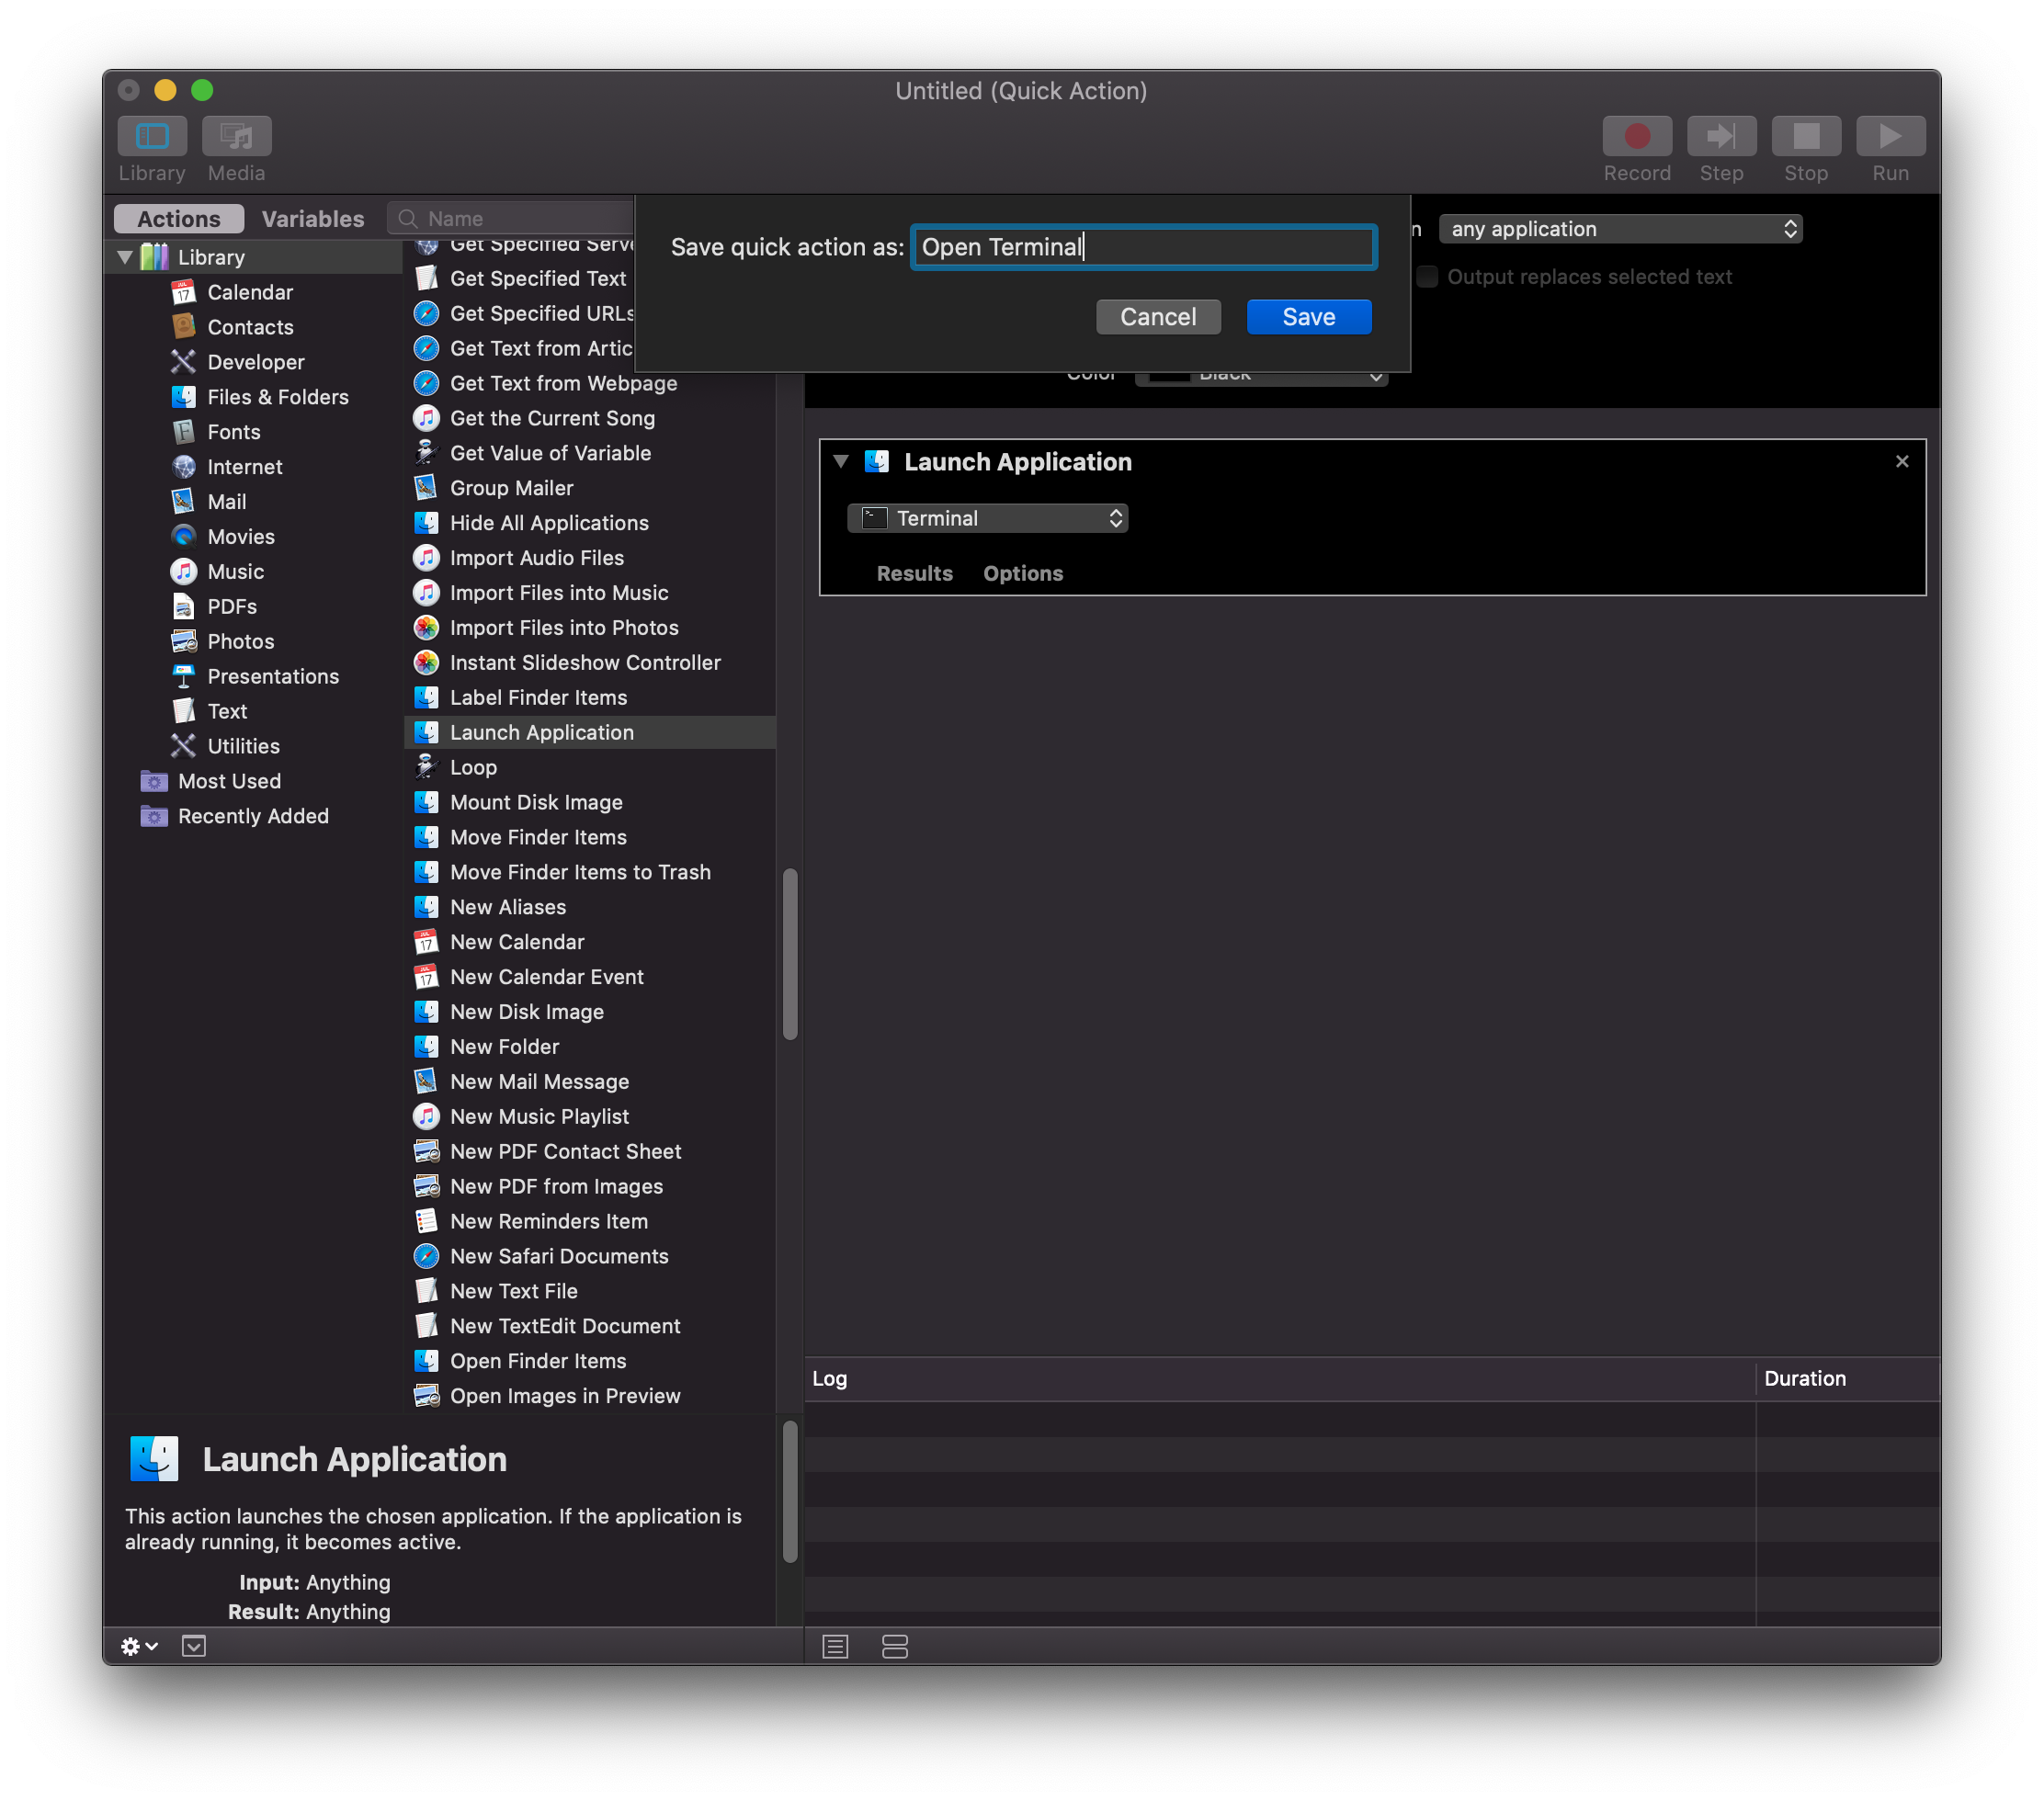 Untitled (Quick Action)
Library
Media
Record
Step
Stop
Run
Actions
Variables
Name
Save quick action as:
Open Terminal
Cancel
Save
any application
Output replaces selected text
Color
Black
Library
Calendar
Contacts
Developer
Files & Folders
Fonts
Internet
Mail
Movies
Music
PDFs
Photos
Presentations
Text
Utilities
Most Used
Recently Added
Get Specified
Get Specified Text
Get Specified URLs
Get Text from
Get Text from Webpage
Get the Current Song
Get Value of Variable
Group Mailer
Hide All Applications
Import Audio Files
Import Files into Music
Import Files into Photos
Instant Slideshow Controller
Label Finder Items
Launch Application
Loop
Mount Disk Image
Move Finder Items
Move Finder Items to Trash
New Aliases
New Calendar
New Calendar Event
New Disk Image
New Folder
New Mail Message
New Music Playlist
New PDF Contact Sheet
New PDF from Images
New Reminders Item
New Safari Documents
New Text File
New TextEdit Document
Open Finder Items
Open Images in Preview
Launch Application
Terminal
Results
Options
Log
Duration
Launch Application
This action launches the chosen application. If the application is
already running, it becomes active.
Input: Anything
Result: Anything